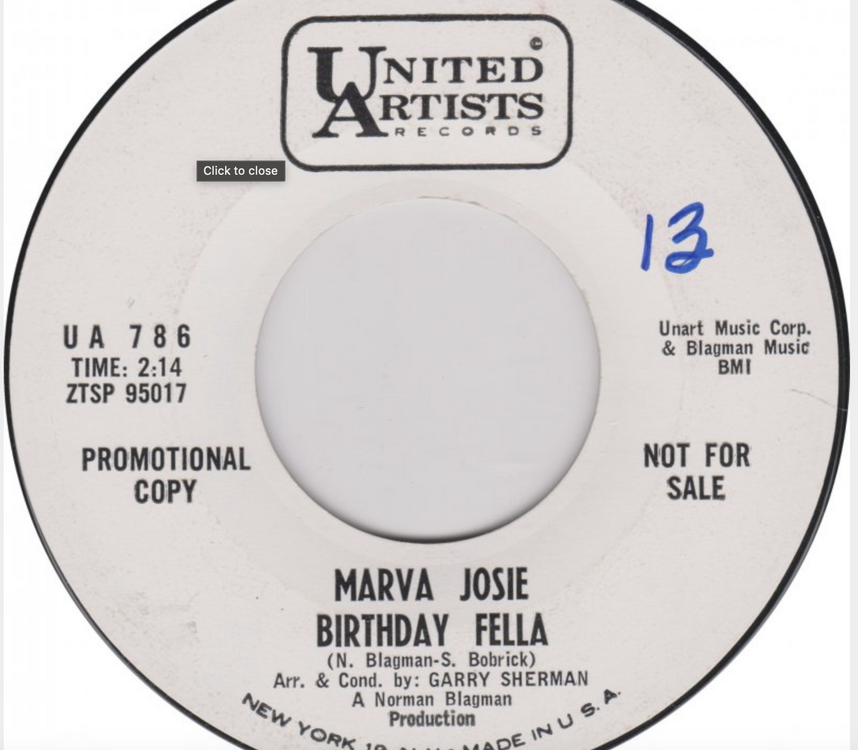 UNITED
ARTISTS
RECORDS
©
Click to close
13
UA 786
TIME: 2:14
ZTSP 95017
Unart Music Corp.
& Blagman Music
BMI
PROMOTIONAL
COPY
NOT FOR
SALE
MARVA JOSIE
BIRTHDAY FELLA
(N. Blagman-S. Bobrick)
Arr. & Cond. by: GARRY SHERMAN
A Norman Blagman
Production
NEW YORK MADE IN U S. A.